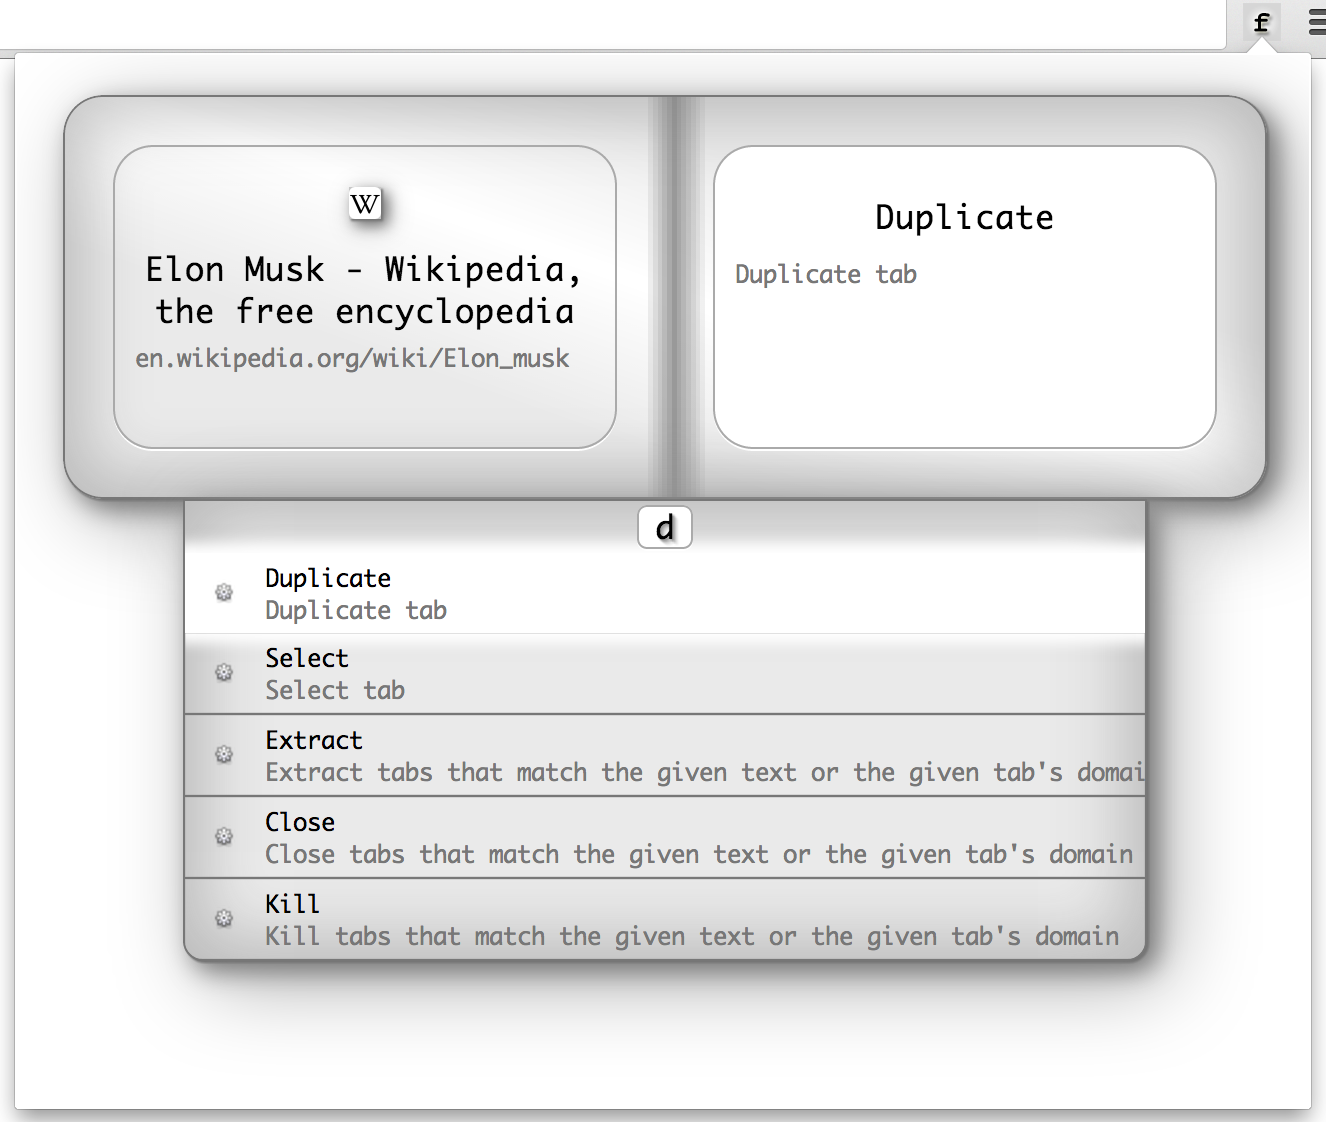 f
W
Elon Musk - Wikipedia,
the free encyclopedia
en.wikipedia.org/wiki/Elon_musk
Duplicate
Duplicate tab
d
Duplicate
Duplicate tab
Select
Select tab
Extract
Extract tabs that match the given text or the given tab's domai
Close
Close tabs that match the given text or the given tab's domain
Kill
Kill tabs that match the given text or the given tab's domain